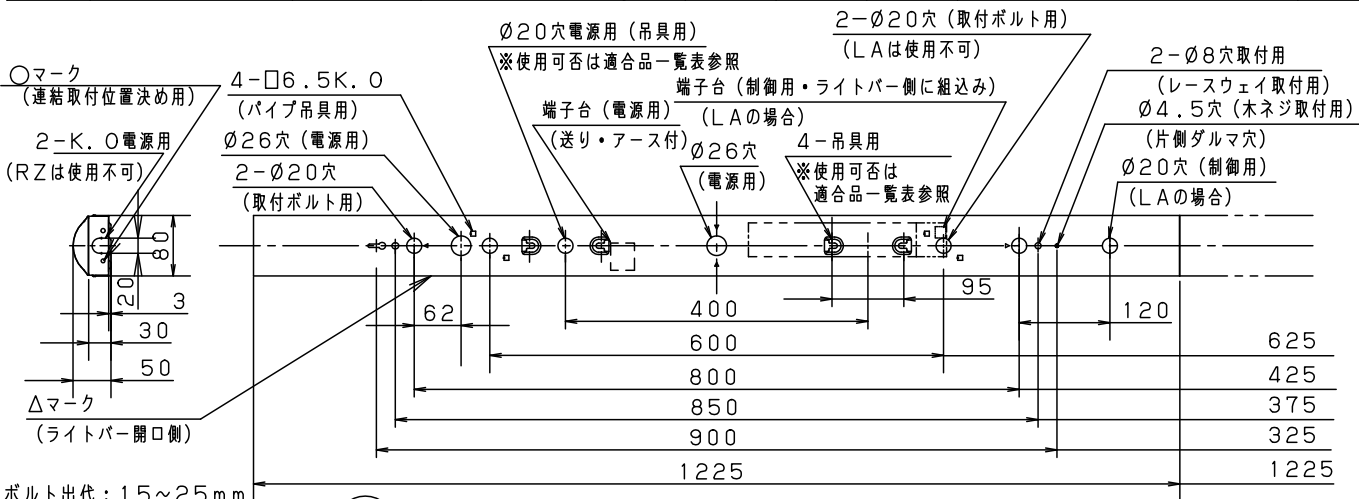 ○マーク
(連結取付位置決め用)
2-K.O電源用
(RZは使用不可)
4-□6.5K.O
(パイプ吊具用)
Ø26穴(電源用)
2-Ø20穴
(取付ボルト用)
Ø20穴電源用(吊具用)
※使用可否は適合品一覧表参照
端子台(電源用)
(送り・アース付)
2-Ø20穴(取付ボルト用)
(LAは使用不可)
端子台(制御用・ライトバー側に組込み)
(LAの場合)
Ø26穴
(電源用)
4-吊具用
※使用可否は
適合品一覧表参照
2-Ø8穴取付用
(レースウェイ取付用)
Ø4.5穴(木ネジ取付用)
(片側ダルマ穴)
Ø20穴(制御用)
(LAの場合)
80
20
3
30
50
62
400
95
120
600
625
800
425
850
375
900
325
1225
1225
△マーク
(ライトバー開口側)
ボルト出代:15~25mm